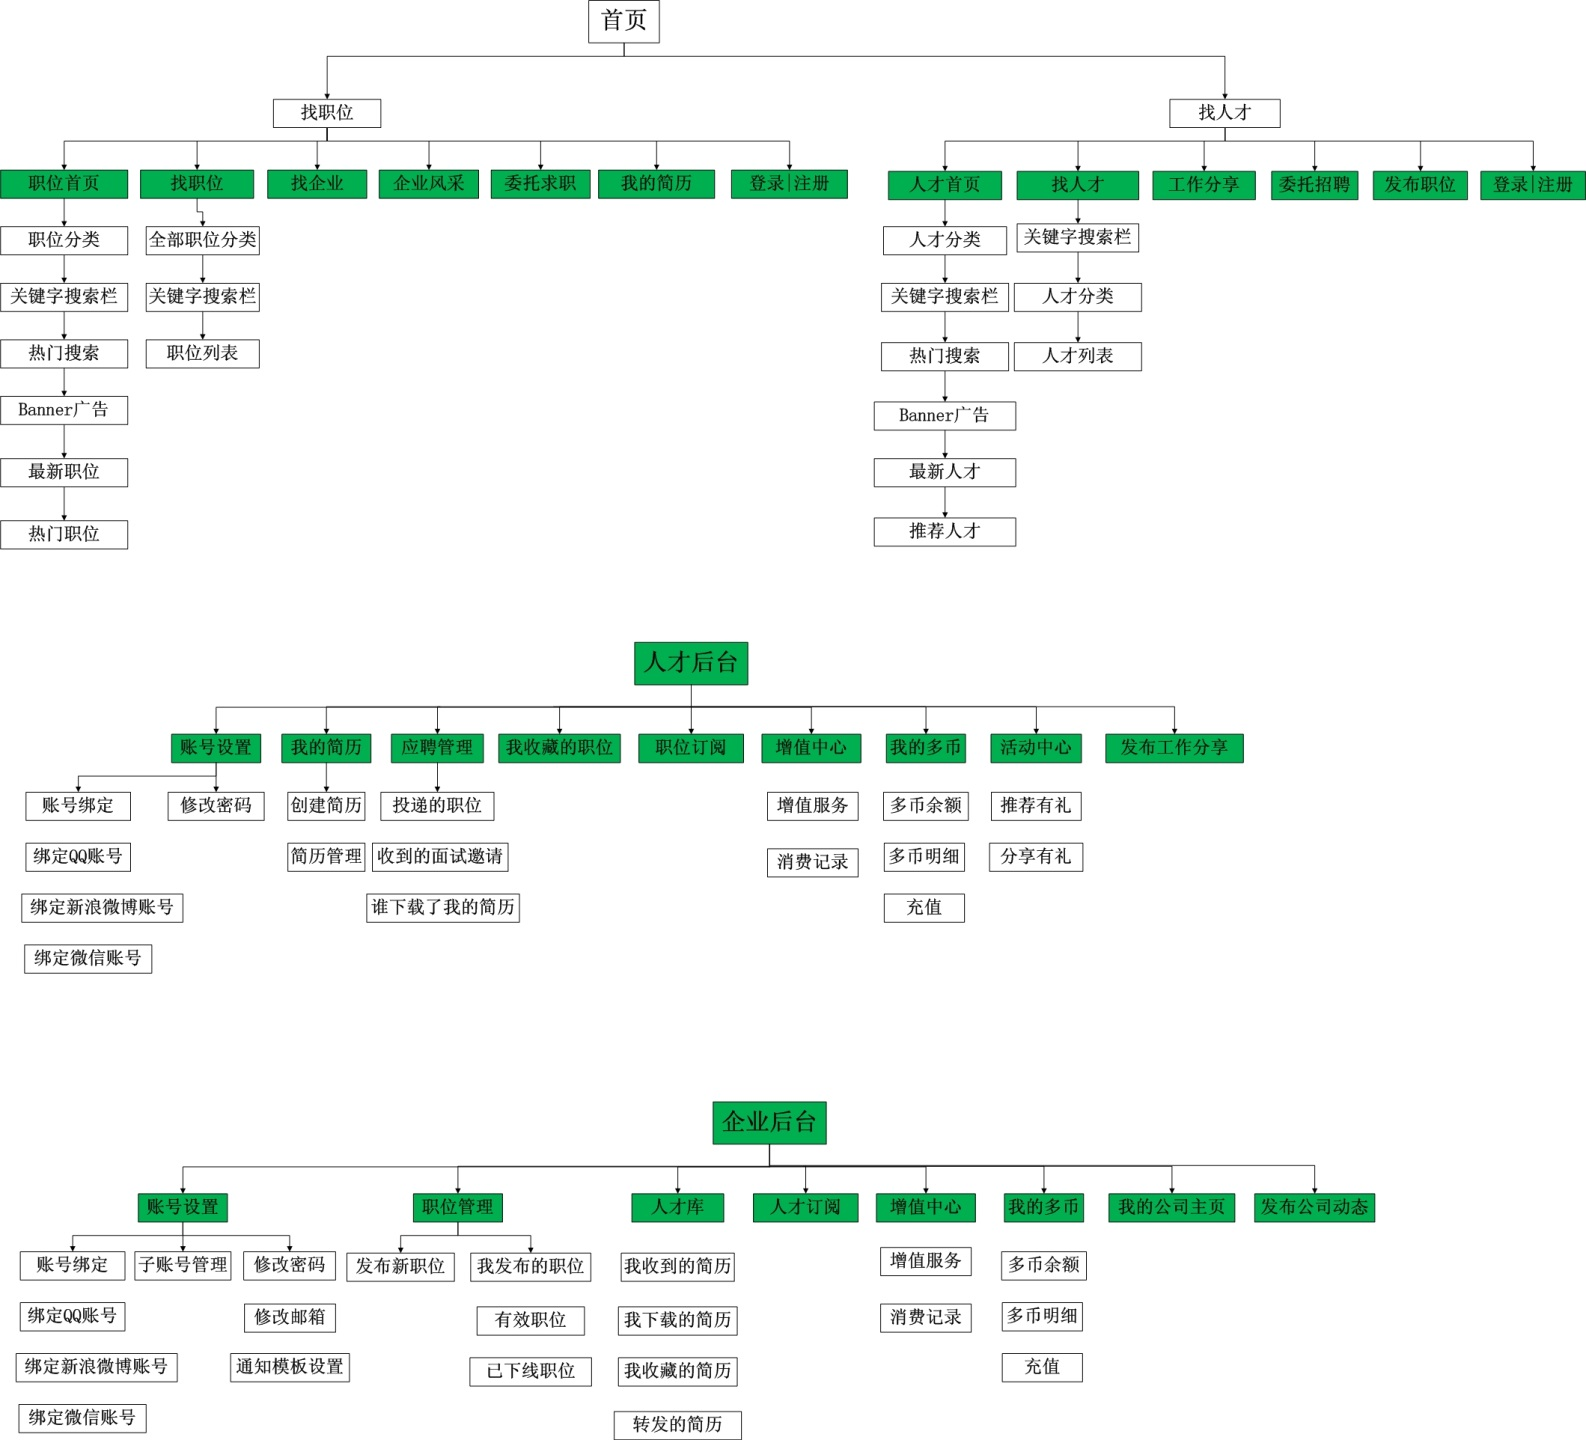 首页
找职位
找人才
职位首页
找职位
找企业
企业风采
委托求职
我的简历
登录|注册
人才首页
找人才
工作分享
委托招聘
发布职位
登录|注册
职位分类
全部职位分类
人才分类
关键字搜索栏
关键字搜索栏
关键字搜索栏
关键字搜索栏
人才分类
热门搜索
职位列表
热门搜索
人才列表
Banner广告
Banner广告
最新职位
最新人才
热门职位
推荐人才
人才后台
账号设置
我的简历
应聘管理
我收藏的职位
职位订阅
增值中心
我的多币
活动中心
发布工作分享
账号绑定
修改密码
创建简历
投递的职位
增值服务
多币余额
推荐有礼
绑定QQ账号
简历管理
收到的面试邀请
消费记录
多币明细
分享有礼
绑定新浪微博账号
谁下载了我的简历
充值
绑定微信账号
企业后台
账号设置
职位管理
人才库
人才订阅
增值中心
我的多币
我的公司主页
发布公司动态
账号绑定
子账号管理
修改密码
发布新职位
我发布的职位
我收到的简历
增值服务
多币余额
绑定QQ账号
修改邮箱
有效职位
我下载的简历
消费记录
多币明细
绑定新浪微博账号
通知模板设置
已下线职位
我收藏的简历
充值
绑定微信账号
转发的简历